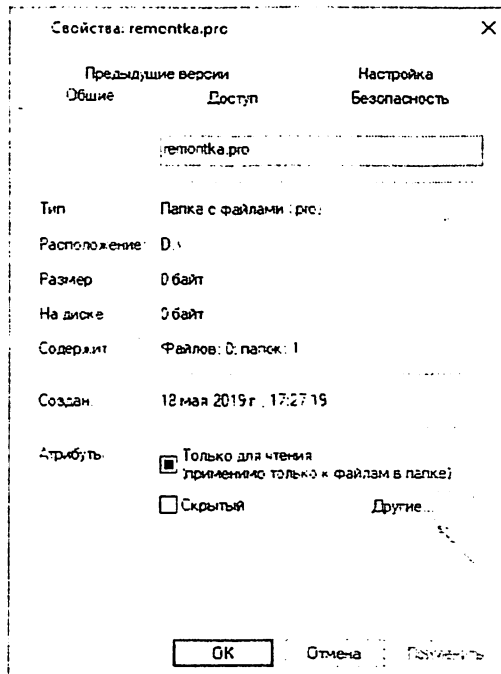 Свойства: remontka.pro
Предыдущие версии Настройка
Общие Доступ Безопасность
remontka.pro
Тип Папка с файлами (.pro)
Расположение: D:\
Размер 0 байт
На диске 0 байт
Содержит Файлов: 0; папок: 1
Создан: 12 мая 2019 г., 17:27:19
Атрибуты: Только для чтения
(применимо только к файлам в папке)
Скрытый Другие...
OK Отмена Применить